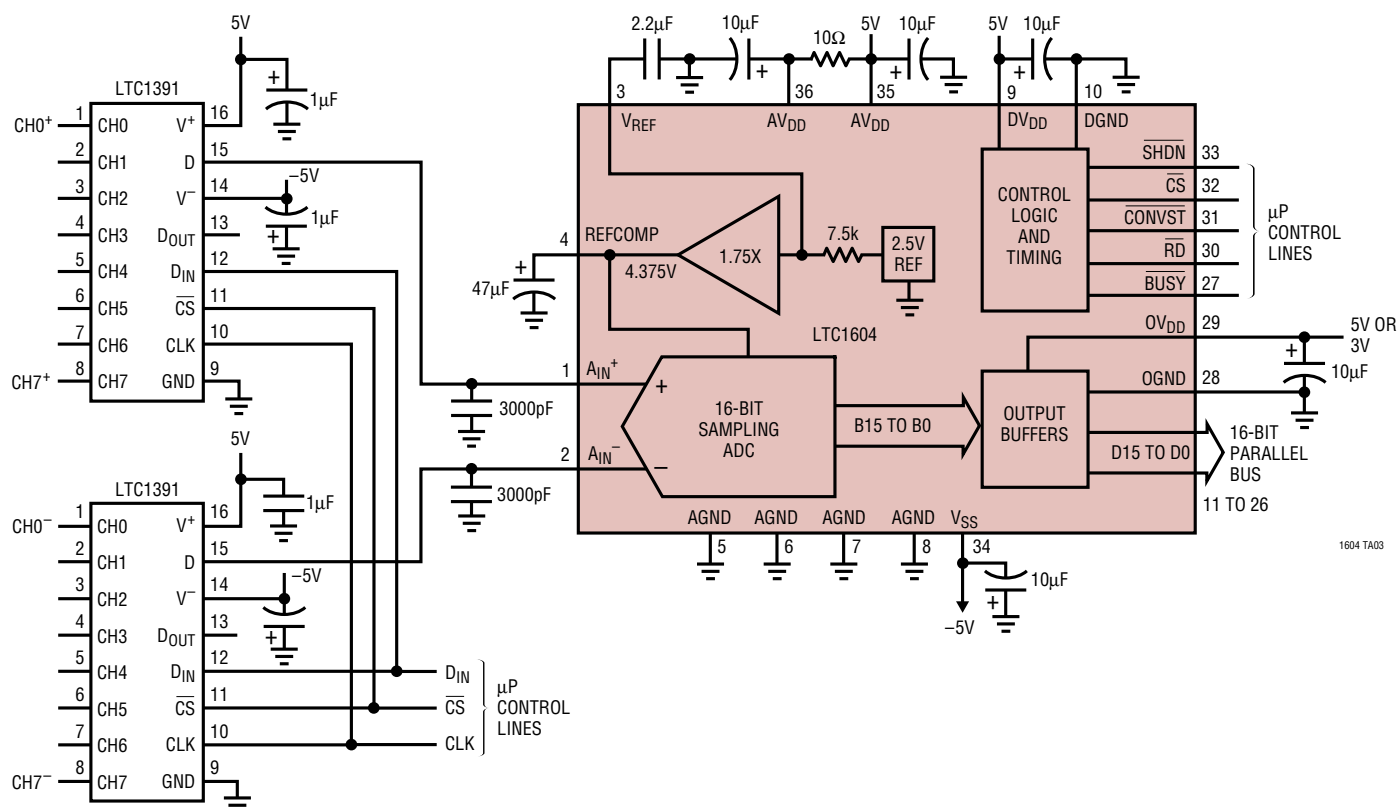 5V
LTC1391
1µF
CH0+
1 CH0 V+ 16
2 CH1 D 15
−5V
3 CH2 V− 14
1µF
4 CH3 DOUT 13
5 CH4 DIN 12
6 CH5 CS 11
7 CH6 CLK 10
CH7+ 8 CH7 GND 9
3000pF
3000pF
5V
LTC1391
1µF
CH0−
1 CH0 V+ 16
2 CH1 D 15
−5V
3 CH2 V− 14
4 CH3 DOUT 13
5 CH4 DIN 12
6 CH5 CS 11
7 CH6 CLK 10
CH7− 8 CH7 GND 9
DIN
CS
CLK
µP
CONTROL
LINES
2.2µF
10µF
10Ω
5V
10µF
5V
10µF
3
36
35
9
10
VREF
AVDD
AVDD
DVDD
DGND
4
REFCOMP
4.375V
47µF
1.75X
7.5k
2.5V
REF
LTC1604
CONTROL
LOGIC
AND
TIMING
SHDN 33
CS 32
CONVST 31
RD 30
BUSY 27
µP
CONTROL
LINES
1 AIN+
+
2 AIN−
−
16-BIT
SAMPLING
ADC
B15 TO B0
OUTPUT
BUFFERS
OVDD 29
5V OR
3V
10µF
OGND 28
D15 TO D0
16-BIT
PARALLEL
BUS
11 TO 26
AGND
AGND
AGND
AGND
VSS
5
6
7
8
34
10µF
−5V
1604 TA03